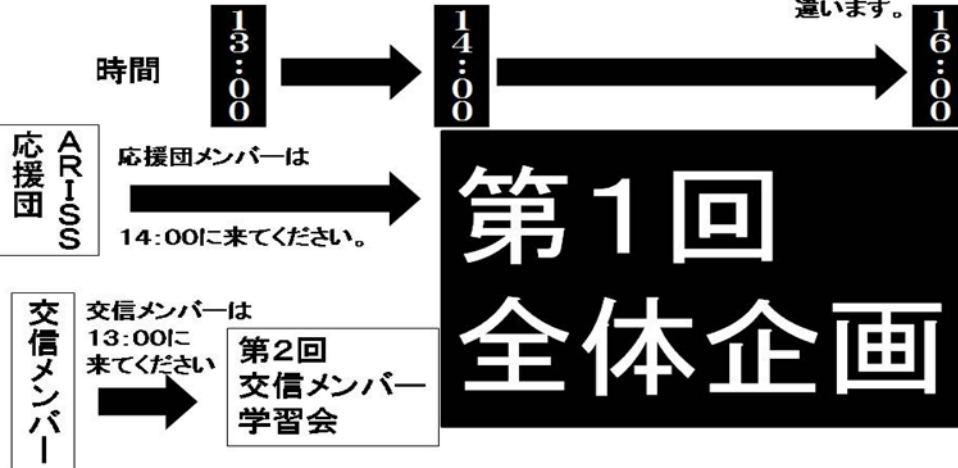 違います。
時間
13:00
14:00
16:00
ARISS
応援団
応援団メンバーは
14:00に来てください。
第1回
全体企画
交信メンバー
交信メンバーは
13:00に
来てください
第2回
交信メンバー
学習会